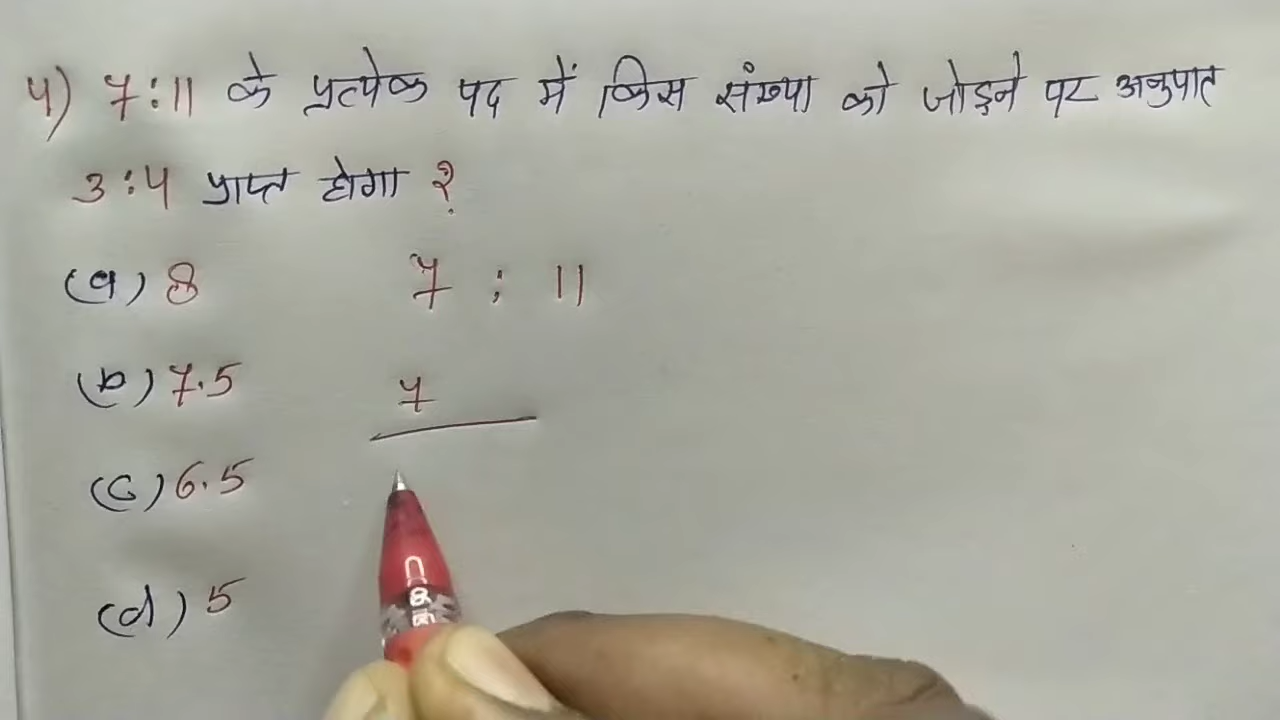 4) 7:11 के प्रत्येक पद में किस संख्या को जोड़ने पर अनुपात
3:4 प्राप्त होगा ?
(a) 8
7 : 11
(b) 7.5
7
(c) 6.5
(d) 5